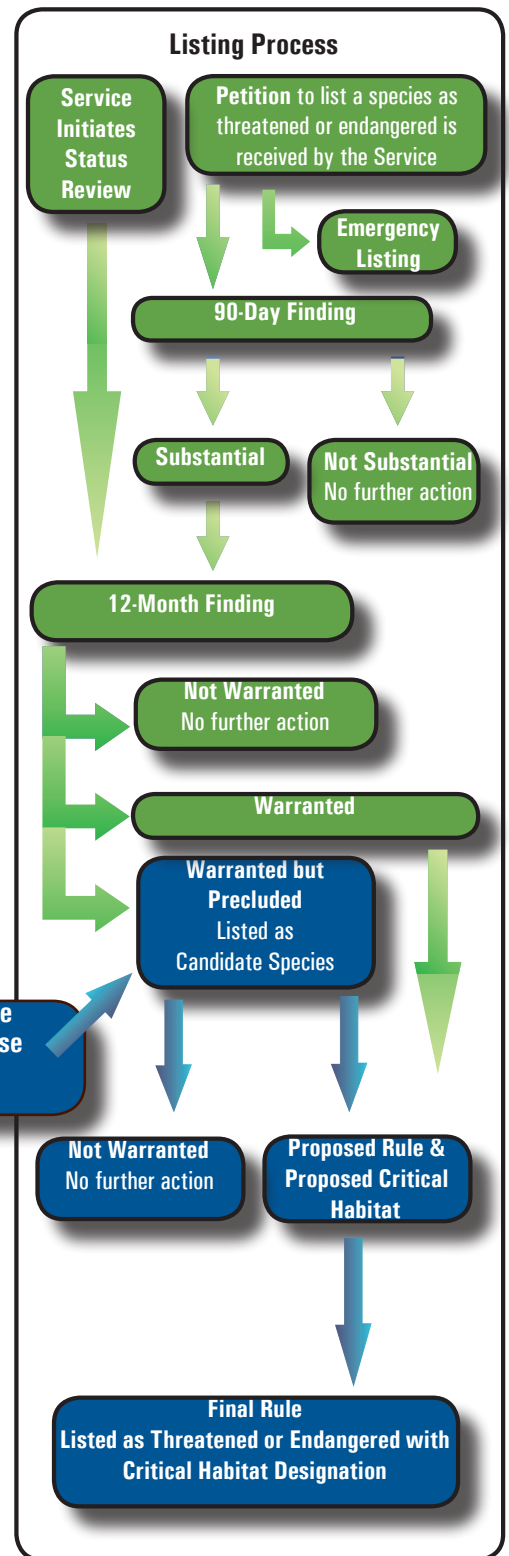 Listing Process
Service
Initiates
Status
Review
Petition to list a species as
threatened or endangered is
received by the Service
Emergency
Listing
90-Day Finding
Substantial
Not Substantial
No further action
12-Month Finding
Not Warranted
No further action
Warranted
Warranted but
Precluded
Listed as
Candidate Species
Not Warranted
No further action
Proposed Rule &
Proposed Critical
Habitat
Final Rule
Listed as Threatened or Endangered with
Critical Habitat Designation